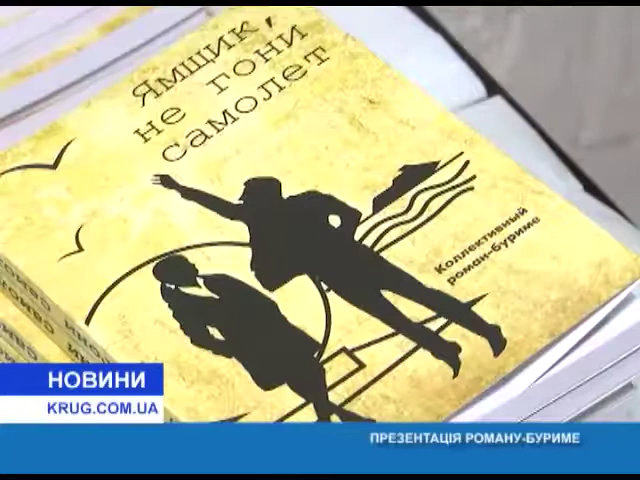 Ямщик,
не гони
самолет
Коллективный
роман-буриме
НОВИНИ
KRUG.COM.UA
ПРЕЗЕНТАЦІЯ РОМАНУ-БУРИМЕ